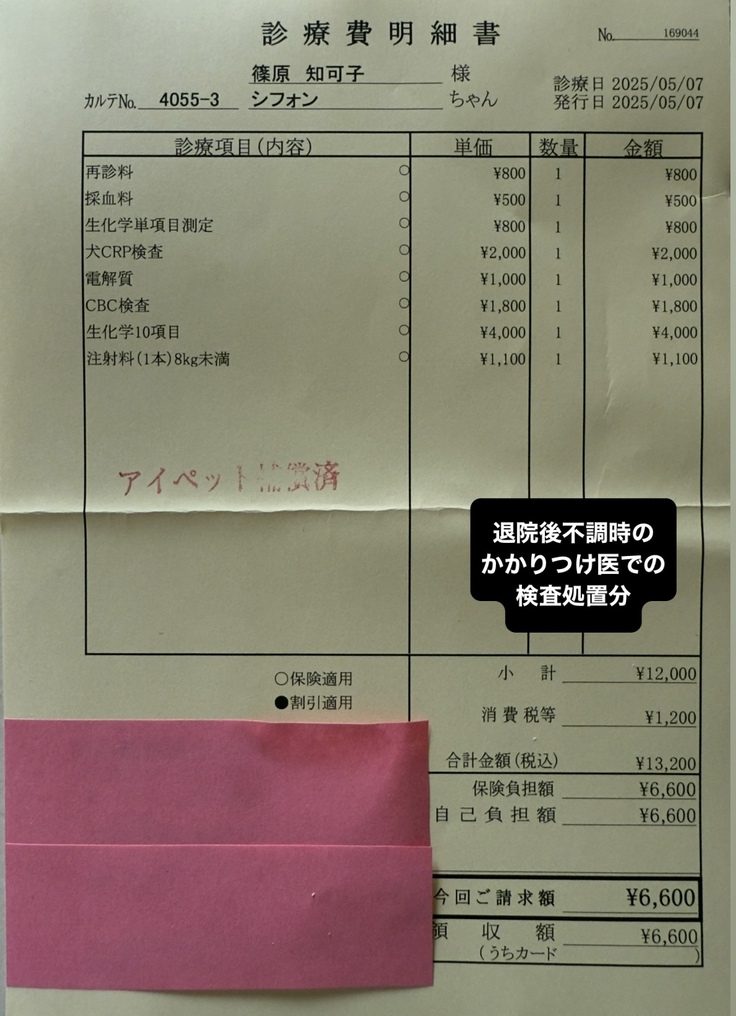 診療費明細書
No. 169044
篠原 知可子 様
カルテNo. 4055-3 シフォン ちゃん
診療日 2025/05/07
発行日 2025/05/07
診療項目(内容) 単価 数量 金額
再診料 ○ ¥800 1 ¥800
採血料 ○ ¥500 1 ¥500
生化学単項目測定 ○ ¥800 1 ¥800
犬CRP検査 ○ ¥2,000 1 ¥2,000
電解質 ○ ¥1,000 1 ¥1,000
CBC検査 ○ ¥1,800 1 ¥1,800
生化学10項目 ○ ¥4,000 1 ¥4,000
注射料(1本)8kg未満 ○ ¥1,100 1 ¥1,100
アイペット補償済
退院後不調時の
かかりつけ医での
検査処置分
○保険適用
●割引適用
小計 ¥12,000
消費税等 ¥1,200
合計金額(税込) ¥13,200
保険負担額 ¥6,600
自己負担額 ¥6,600
今回ご請求額 ¥6,600
領収額 ¥6,600
(うちカード )